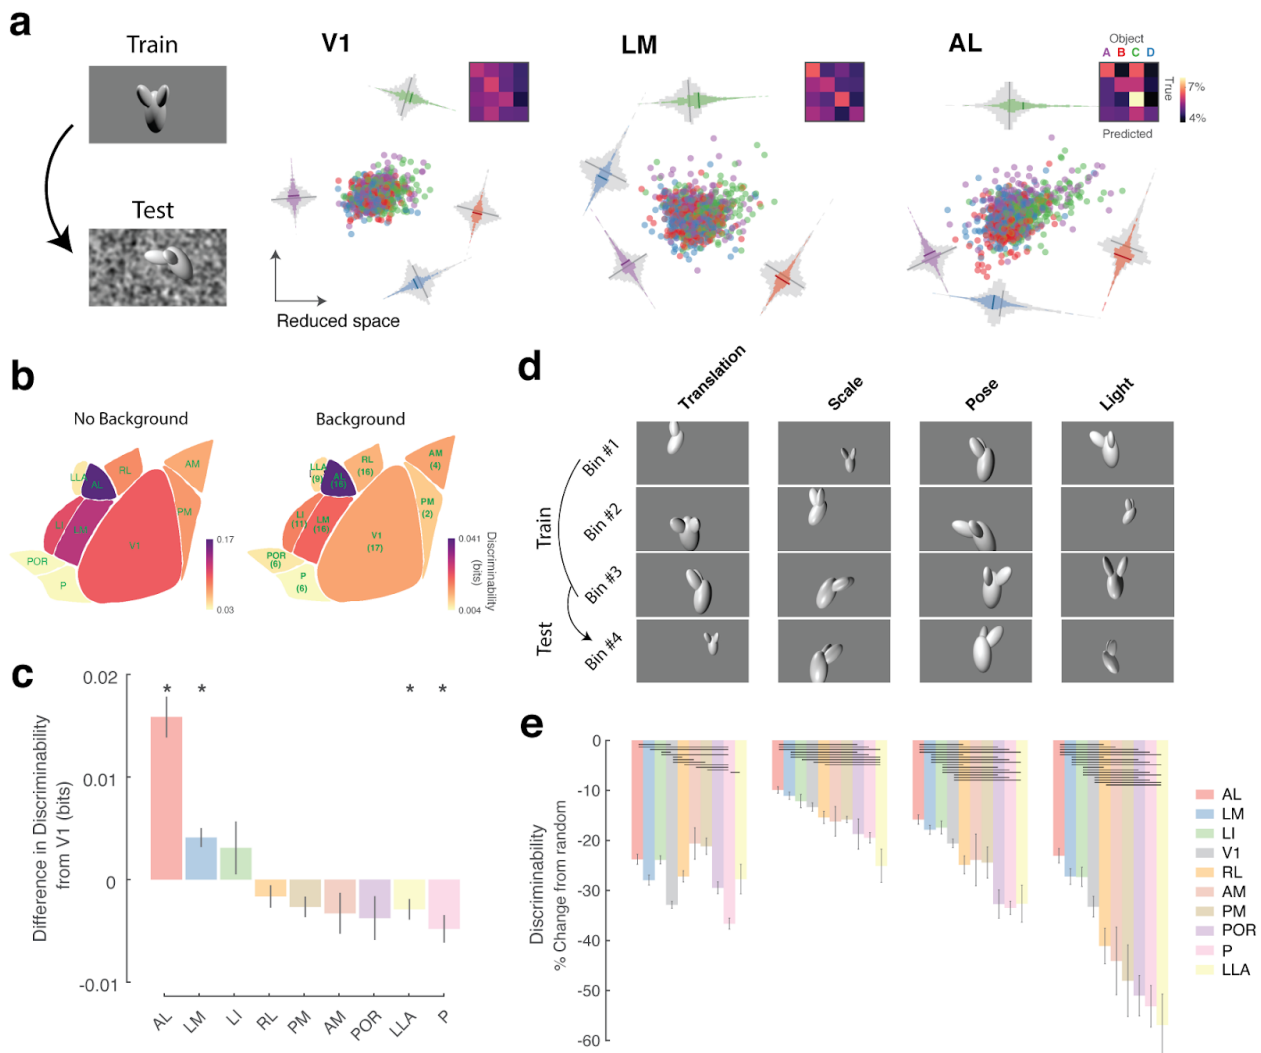 a
Train
Test
V1
LM
AL
Object
A B C D
True
Predicted
7%
4%
Reduced space
b
No Background
LLA
AL
RL
AM
LI
LM
PM
V1
POR
P
0.17
0.03
Background
LLA
(9)
AL
(18)
RL
(16)
AM
(4)
LI
(11)
LM
(16)
PM
(2)
V1
(17)
POR
(6)
P
(6)
0.041
0.004
Discriminability
(bits)
c
Difference in Discriminability
from V1 (bits)
0.02
0.01
0
-0.01
* * * *
AL LM LI RL PM AM POR LLA P
d
Translation Scale Pose Light
Train
Test
Bin #1
Bin #2
Bin #3
Bin #4
e
Discriminability
% Change from random
0
-10
-20
-30
-40
-50
-60
AL
LM
LI
V1
RL
AM
PM
POR
P
LLA